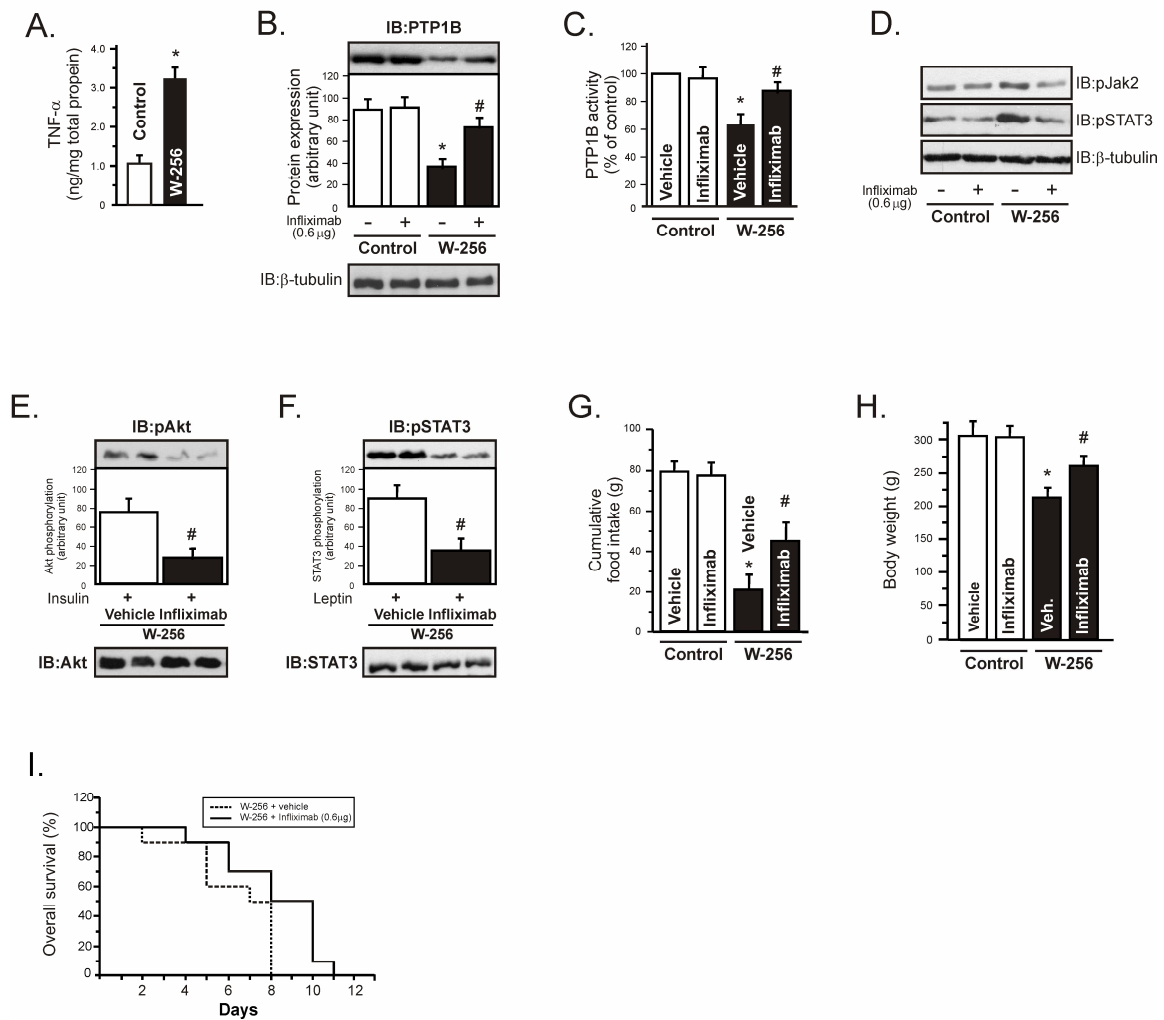 A.
TNF-α
(ng/mg total propein)
4.0
3.0
2.0
1.0
0
Control
W-256
*
B.
IB:PTP1B
Protein expression
(arbitrary unit)
120
100
80
60
40
20
0
*
#
Infliximab
(0.6 µg)
– + – +
Control W-256
IB:β-tubulin
C.
PTP1B activity
(% of control)
120
100
80
60
40
20
0
Vehicle
Infliximab
*
Vehicle
#
Infliximab
Control W-256
D.
IB:pJak2
IB:pSTAT3
IB:β-tubulin
Infliximab
(0.6 µg)
– + – +
Control W-256
E.
IB:pAkt
Akt phosphorylation
(arbitrary unit)
120
100
80
60
40
20
0
#
Insulin + +
Vehicle Infliximab
W-256
IB:Akt
F.
IB:pSTAT3
STAT3 phosphorylation
(arbitrary unit)
120
100
80
60
40
20
0
#
Leptin + +
Vehicle Infliximab
W-256
IB:STAT3
G.
Cumulative
food intake (g)
100
80
60
40
20
0
Vehicle
Infliximab
* Vehicle
#
Infliximab
Control W-256
H.
Body weight (g)
300
250
200
150
100
50
0
Vehicle
Infliximab
*
Veh.
#
Infliximab
Control W-256
I.
Overall survival (%)
120
100
80
60
40
20
0
W-256 + vehicle
W-256 + Infliximab (0.6µg)
2 4 6 8 10 12
Days